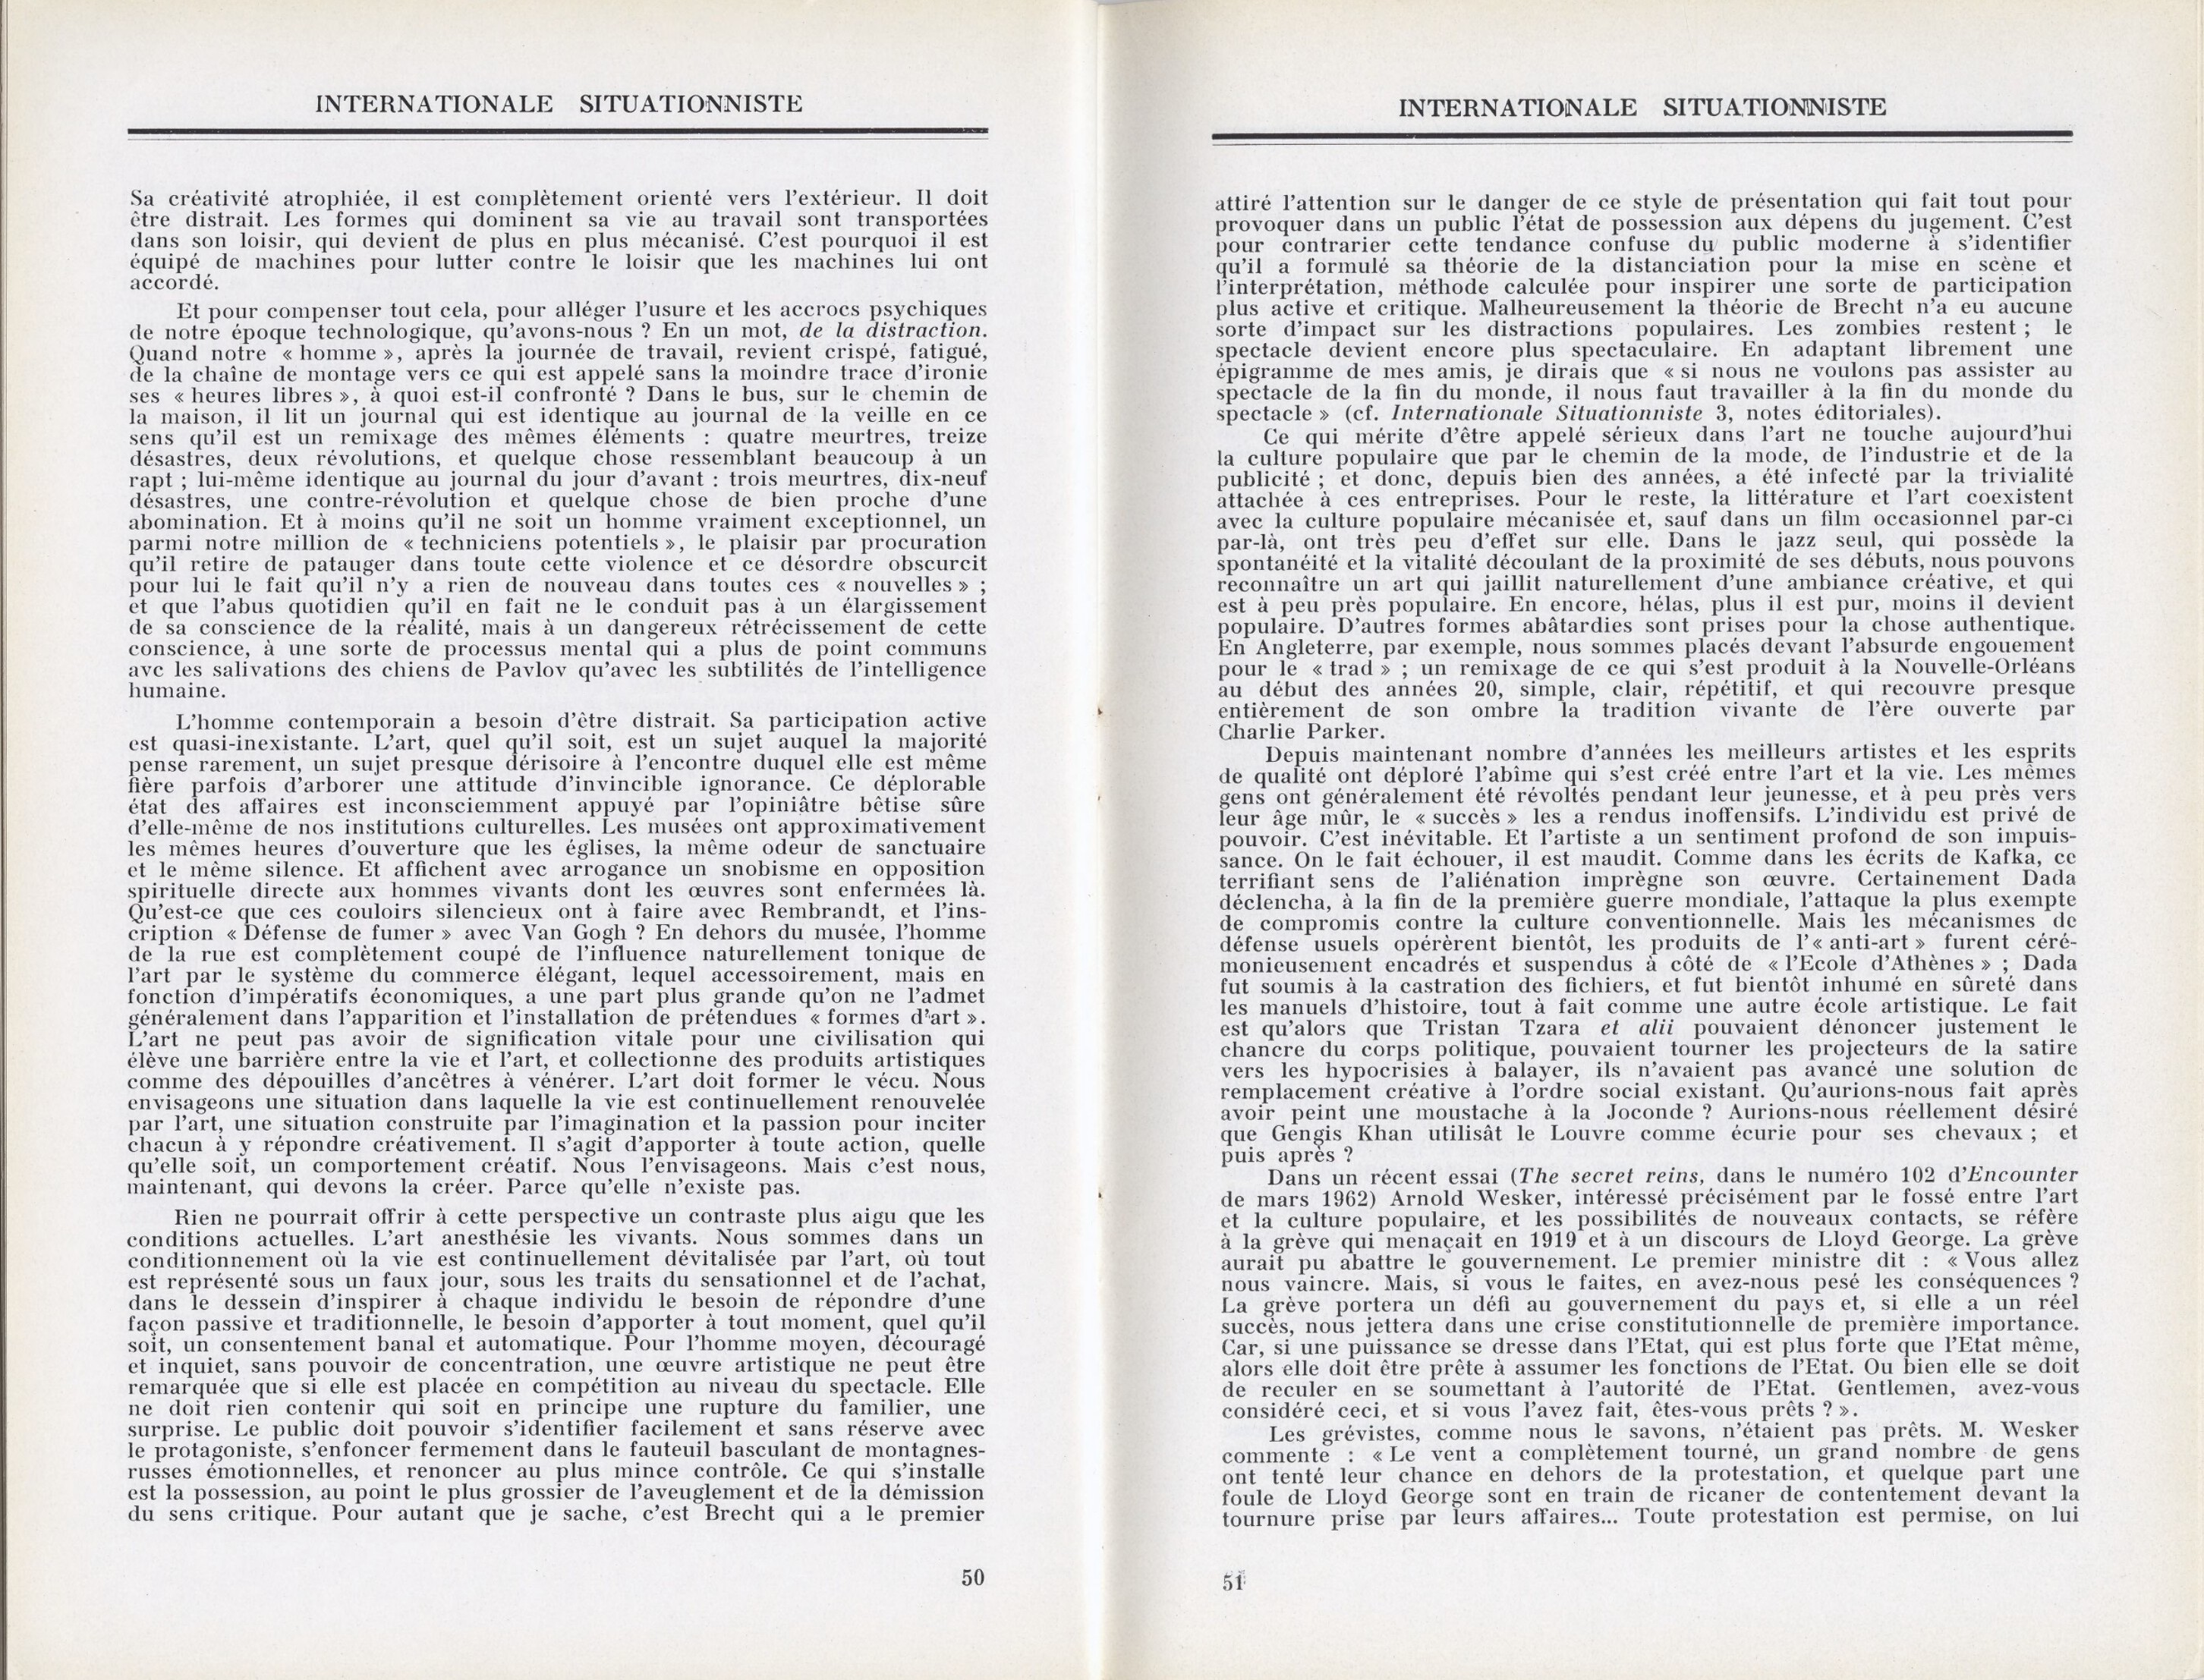 INTERNATIONALE SITUATIONNISTE
Sa créativité atrophiée, il est complètement orienté vers l'extérieur. Il doit
être distrait. Les formes qui dominent sa vie au travail sont transportées
dans son loisir, qui devient de plus en plus mécanisé. C'est pourquoi il est
équipé de machines pour lutter contre le loisir que les machines lui ont
accordé.
Et pour compenser tout cela, pour alléger l'usure et les accrocs psychiques
de notre époque technologique, qu'avons-nous ? En un mot, de la distraction.
Quand notre « homme », après la journée de travail, revient crispé, fatigué,
de la chaîne de montage vers ce qui est appelé sans la moindre trace d'ironie
ses « heures libres », à quoi est-il confronté ? Dans le bus, sur le chemin de
la maison, il lit un journal qui est identique au journal de la veille en ce
sens qu'il est un remixage des mêmes éléments : quatre meurtres, treize
désastres, deux révolutions, et quelque chose ressemblant beaucoup à un
rapt ; lui-même identique au journal du jour d'avant : trois meurtres, dix-neuf
désastres, une contre-révolution et quelque chose de bien proche d'une
abomination. Et à moins qu'il ne soit un homme vraiment exceptionnel, un
parmi notre million de « techniciens potentiels », le plaisir par procuration
qu'il retire de patauger dans toute cette violence et ce désordre obscurcit
pour lui le fait qu'il n'y a rien de nouveau dans toutes ces « nouvelles » ;
et que l'abus quotidien qu'il en fait ne le conduit pas à un élargissement
de sa conscience de la réalité, mais à un dangereux rétrécissement de cette
conscience, à une sorte de processus mental qui a plus de point communs
avc les salivations des chiens de Pavlov qu'avec les subtilités de l'intelligence
humaine.
L'homme contemporain a besoin d'être distrait. Sa participation active
est quasi-inexistante. L'art, quel qu'il soit, est un sujet auquel la majorité
pense rarement, un sujet presque dérisoire à l'encontre duquel elle est même
fière parfois d'arborer une attitude d'invincible ignorance. Ce déplorable
état des affaires est inconsciemment appuyé par l'opiniâtre bêtise sûre
d'elle-même de nos institutions culturelles. Les musées ont approximativement
les mêmes heures d'ouverture que les églises, la même odeur de sanctuaire
et le même silence. Et affichent avec arrogance un snobisme en opposition
spirituelle directe aux hommes vivants dont les œuvres sont enfermées là.
Qu'est-ce que ces couloirs silencieux ont à faire avec Rembrandt, et l'ins-
cription « Défense de fumer » avec Van Gogh ? En dehors du musée, l'homme
de la rue est complètement coupé de l'influence naturellement tonique de
l'art par le système du commerce élégant, lequel accessoirement, mais en
fonction d'impératifs économiques, a une part plus grande qu'on ne l'admet
généralement dans l'apparition et l'installation de prétendues « formes d'art ».
L'art ne peut pas avoir de signification vitale pour une civilisation qui
élève une barrière entre la vie et l'art, et collectionne des produits artistiques
comme des dépouilles d'ancêtres à vénérer. L'art doit former le vécu. Nous
envisageons une situation dans laquelle la vie est continuellement renouvelée
par l'art, une situation construite par l'imagination et la passion pour inciter
chacun à y répondre créativement. Il s'agit d'apporter à toute action, quelle
qu'elle soit, un comportement créatif. Nous l'envisageons. Mais c'est nous,
maintenant, qui devons la créer. Parce qu'elle n'existe pas.
Rien ne pourrait offrir à cette perspective un contraste plus aigu que les
conditions actuelles. L'art anesthésie les vivants. Nous sommes dans un
conditionnement où la vie est continuellement dévitalisée par l'art, où tout
est représenté sous un faux jour, sous les traits du sensationnel et de l'achat,
dans le dessein d'inspirer à chaque individu le besoin de répondre d'une
façon passive et traditionnelle, le besoin d'apporter à tout moment, quel qu'il
soit, un consentement banal et automatique. Pour l'homme moyen, découragé
et inquiet, sans pouvoir de concentration, une œuvre artistique ne peut être
remarquée que si elle est placée en compétition au niveau du spectacle. Elle
ne doit rien contenir qui soit en principe une rupture du familier, une
surprise. Le public doit pouvoir s'identifier facilement et sans réserve avec
le protagoniste, s'enfoncer fermement dans le fauteuil basculant de montagnes-
russes émotionnelles, et renoncer au plus mince contrôle. Ce qui s'installe
est la possession, au point le plus grossier de l'aveuglement et de la démission
du sens critique. Pour autant que je sache, c'est Brecht qui a le premier
50
INTERNATIONALE SITUATIONNISTE
attiré l'attention sur le danger de ce style de présentation qui fait tout pour
provoquer dans un public l'état de possession aux dépens du jugement. C'est
pour contrarier cette tendance confuse du public moderne à s'identifier
qu'il a formulé sa théorie de la distanciation pour la mise en scène et
l'interprétation, méthode calculée pour inspirer une sorte de participation
plus active et critique. Malheureusement la théorie de Brecht n'a eu aucune
sorte d'impact sur les distractions populaires. Les zombies restent ; le
spectacle devient encore plus spectaculaire. En adaptant librement une
épigramme de mes amis, je dirais que « si nous ne voulons pas assister au
spectacle de la fin du monde, il nous faut travailler à la fin du monde du
spectacle » (cf. Internationale Situationniste 3, notes éditoriales).
Ce qui mérite d'être appelé sérieux dans l'art ne touche aujourd'hui
la culture populaire que par le chemin de la mode, de l'industrie et de la
publicité ; et donc, depuis bien des années, a été infecté par la trivialité
attachée à ces entreprises. Pour le reste, la littérature et l'art coexistent
avec la culture populaire mécanisée et, sauf dans un film occasionnel par-ci
par-là, ont très peu d'effet sur elle. Dans le jazz seul, qui possède la
spontanéité et la vitalité découlant de la proximité de ses débuts, nous pouvons
reconnaître un art qui jaillit naturellement d'une ambiance créative, et qui
est à peu près populaire. En encore, hélas, plus il est pur, moins il devient
populaire. D'autres formes abâtardies sont prises pour la chose authentique.
En Angleterre, par exemple, nous sommes placés devant l'absurde engouement
pour le « trad » ; un remixage de ce qui s'est produit à la Nouvelle-Orléans
au début des années 20, simple, clair, répétitif, et qui recouvre presque
entièrement de son ombre la tradition vivante de l'ère ouverte par
Charlie Parker.
Depuis maintenant nombre d'années les meilleurs artistes et les esprits
de qualité ont déploré l'abîme qui s'est créé entre l'art et la vie. Les mêmes
gens ont généralement été révoltés pendant leur jeunesse, et à peu près vers
leur âge mûr, le « succès » les a rendus inoffensifs. L'individu est privé de
pouvoir. C'est inévitable. Et l'artiste a un sentiment profond de son impuis-
sance. On le fait échouer, il est maudit. Comme dans les écrits de Kafka, ce
terrifiant sens de l'aliénation imprègne son œuvre. Certainement Dada
déclencha, à la fin de la première guerre mondiale, l'attaque la plus exempte
de compromis contre la culture conventionnelle. Mais les mécanismes de
défense usuels opérèrent bientôt, les produits de l'« anti-art » furent céré-
monieusement encadrés et suspendus à côté de « l'Ecole d'Athènes » ; Dada
fut soumis à la castration des fichiers, et fut bientôt inhumé en sûreté dans
les manuels d'histoire, tout à fait comme une autre école artistique. Le fait
est qu'alors que Tristan Tzara et alii pouvaient dénoncer justement le
chancre du corps politique, pouvaient tourner les projecteurs de la satire
vers les hypocrisies à balayer, ils n'avaient pas avancé une solution de
remplacement créative à l'ordre social existant. Qu'aurions-nous fait après
avoir peint une moustache à la Joconde ? Aurions-nous réellement désiré
que Gengis Khan utilisât le Louvre comme écurie pour ses chevaux ; et
puis après ?
Dans un récent essai (The secret reins, dans le numéro 102 d'Encounter
de mars 1962) Arnold Wesker, intéressé précisément par le fossé entre l'art
et la culture populaire, et les possibilités de nouveaux contacts, se réfère
à la grève qui menaçait en 1919 et à un discours de Lloyd George. La grève
aurait pu abattre le gouvernement. Le premier ministre dit : « Vous allez
nous vaincre. Mais, si vous le faites, en avez-nous pesé les conséquences ?
La grève portera un défi au gouvernement du pays et, si elle a un réel
succès, nous jettera dans une crise constitutionnelle de première importance.
Car, si une puissance se dresse dans l'Etat, qui est plus forte que l'Etat même,
alors elle doit être prête à assumer les fonctions de l'Etat. Ou bien elle se doit
de reculer en se soumettant à l'autorité de l'Etat. Gentlemen, avez-vous
considéré ceci, et si vous l'avez fait, êtes-vous prêts ? ».
Les grévistes, comme nous le savons, n'étaient pas prêts. M. Wesker
commente : « Le vent a complètement tourné, un grand nombre de gens
ont tenté leur chance en dehors de la protestation, et quelque part une
foule de Lloyd George sont en train de ricaner de contentement devant la
tournure prise par leurs affaires... Toute protestation est permise, on lui
51